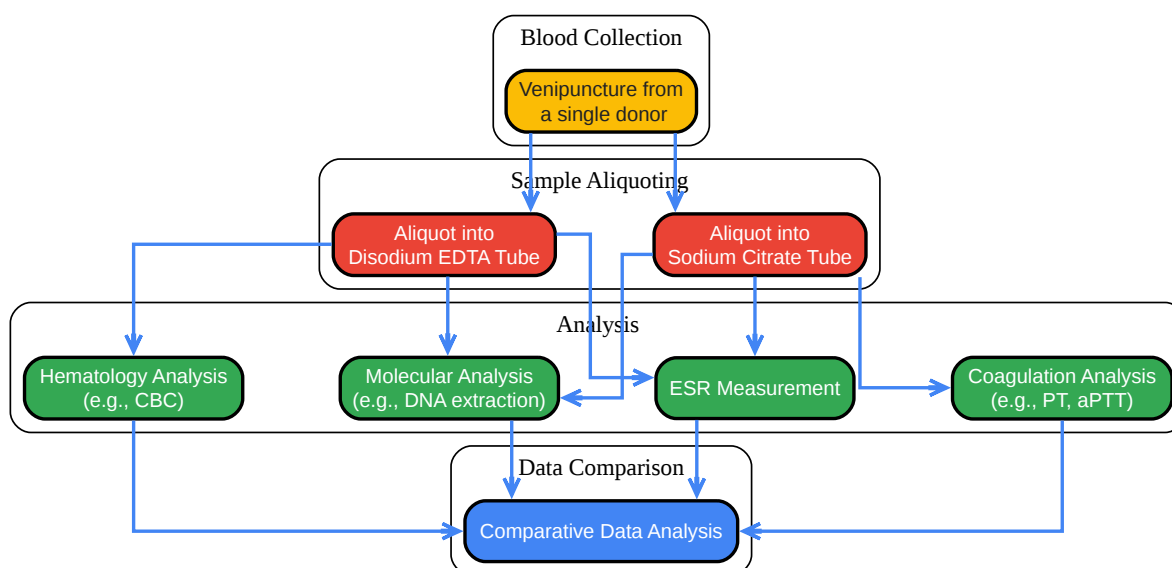 Blood Collection
Venipuncture from
a single donor
Sample Aliquoting
Aliquot into
Disodium EDTA Tube
Aliquot into
Sodium Citrate Tube
Analysis
Hematology Analysis
(e.g., CBC)
Molecular Analysis
(e.g., DNA extraction)
ESR Measurement
Coagulation Analysis
(e.g., PT, aPTT)
Data Comparison
Comparative Data Analysis